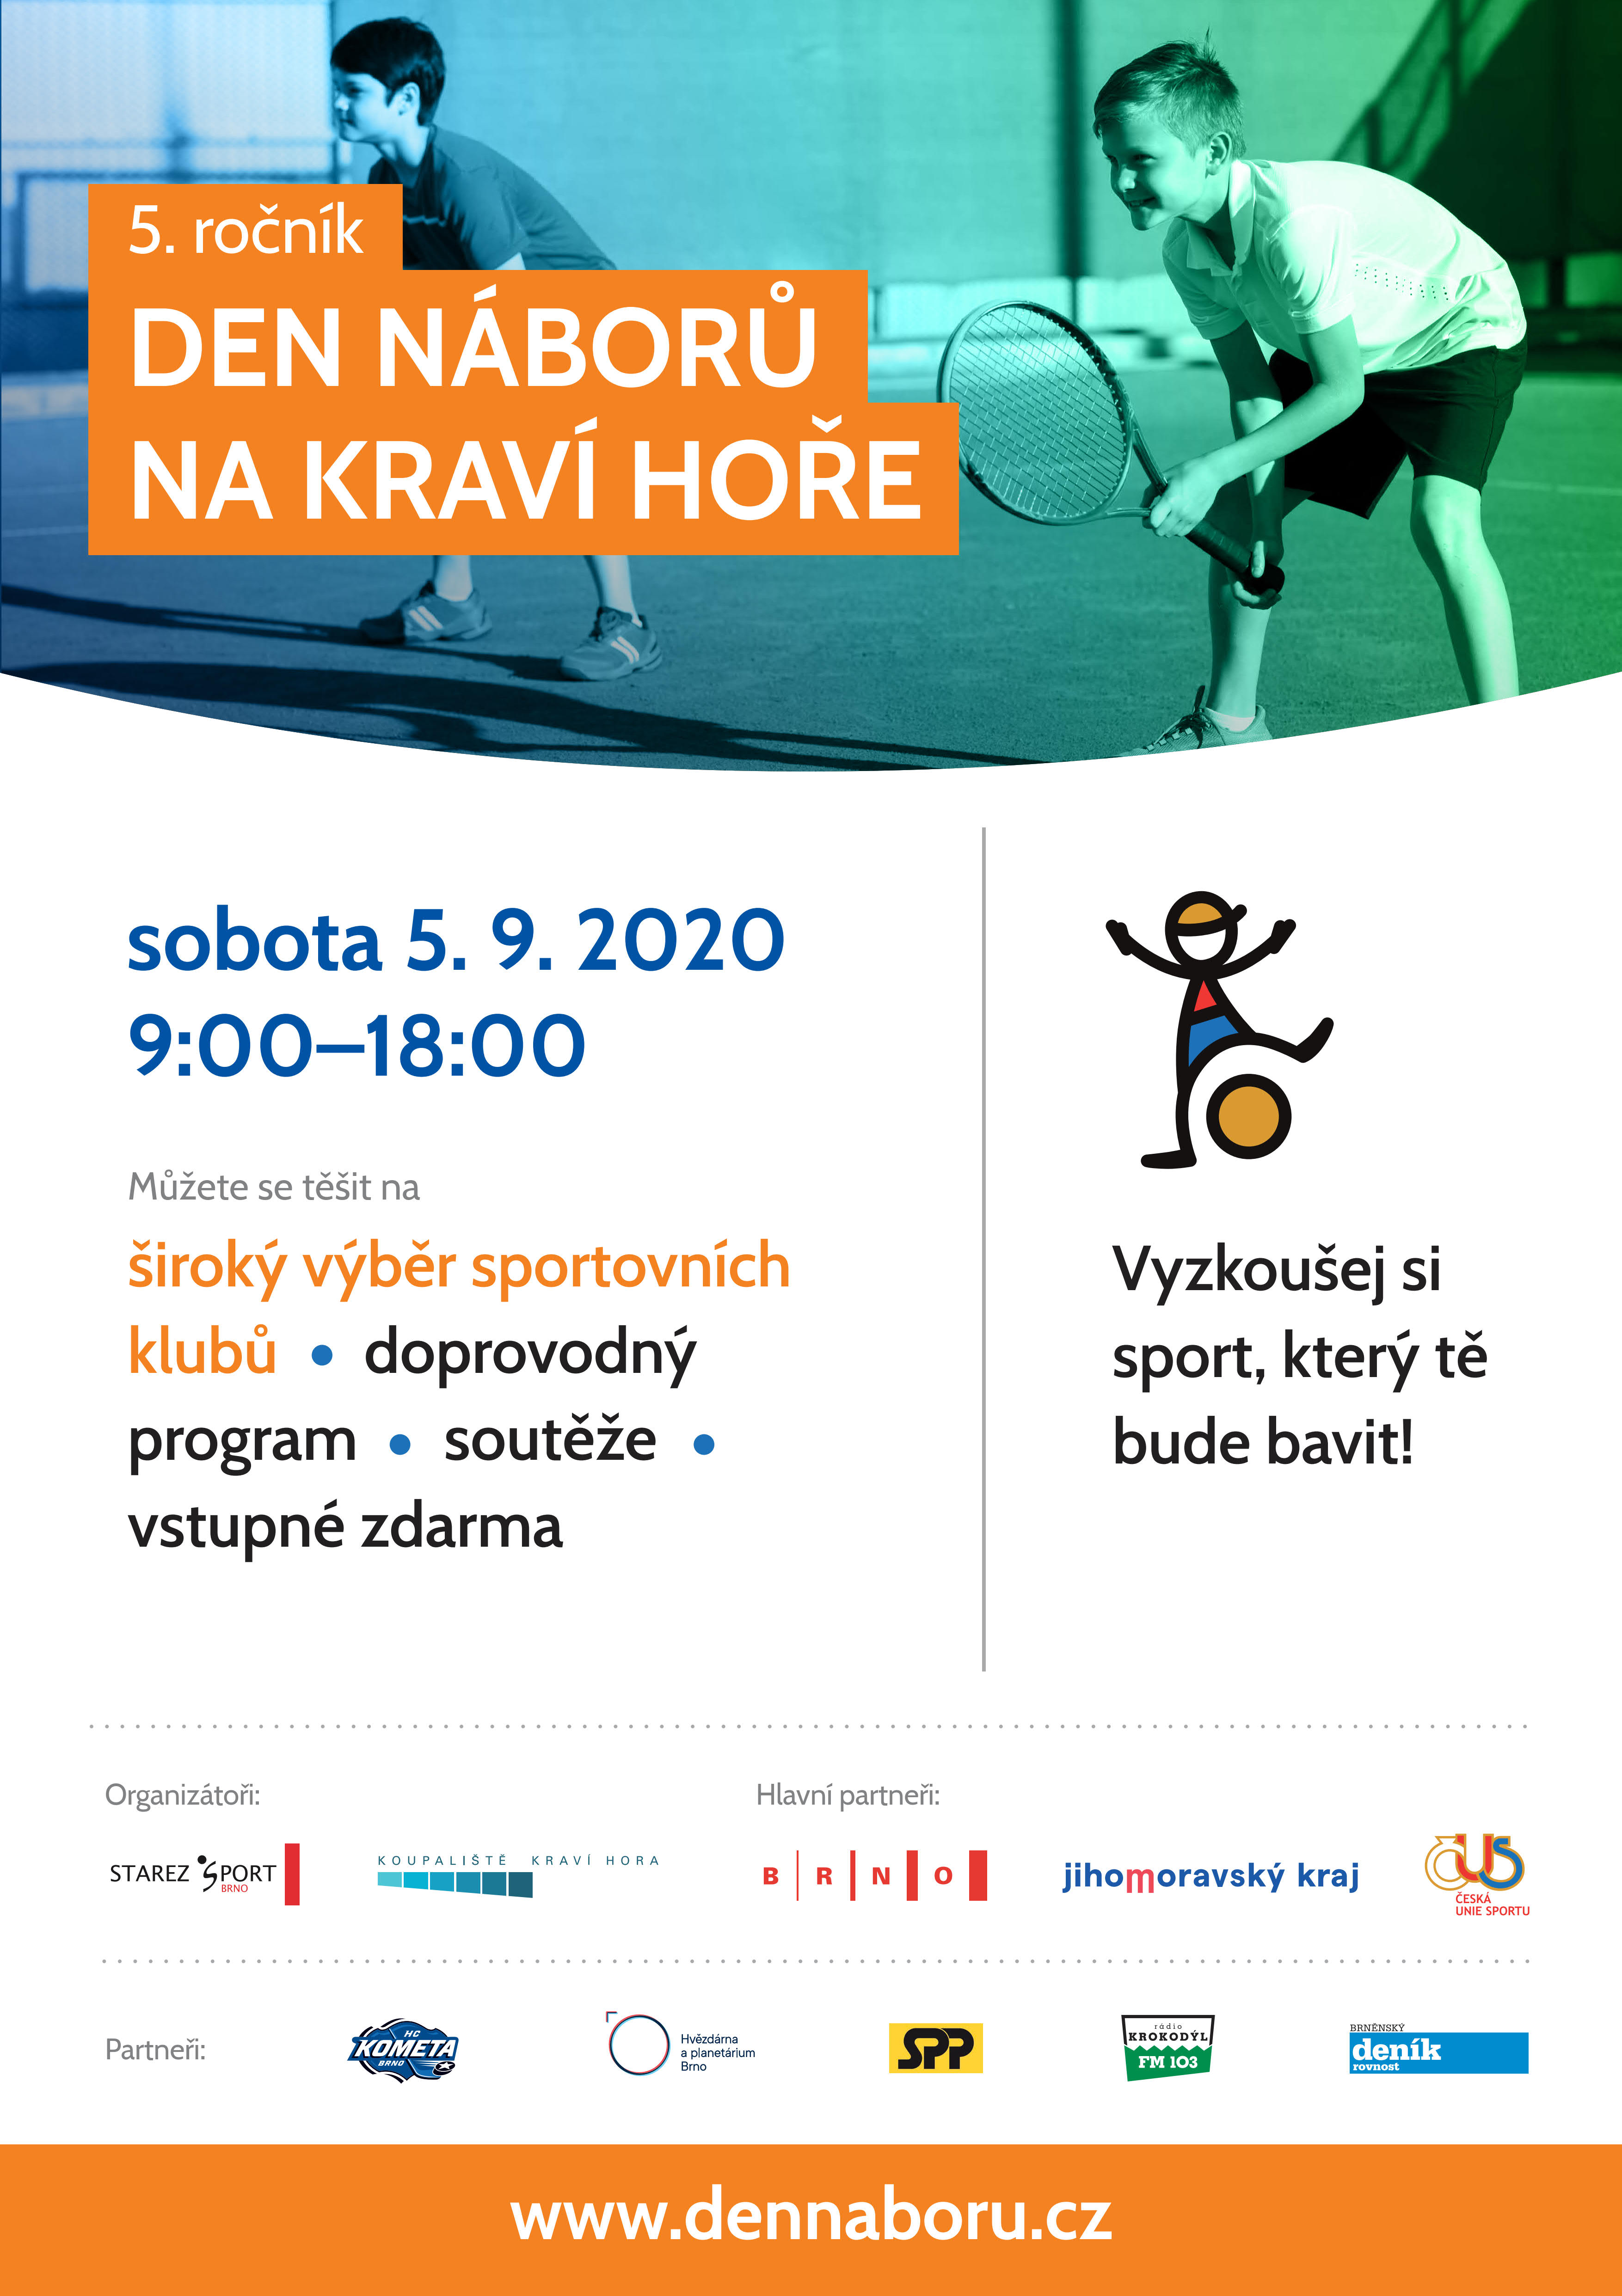 5. ročník
DEN NÁBORŮ
NA KRAVÍ HOŘE
sobota 5. 9. 2020
9:00–18:00
Můžete se těšit na
široký výběr sportovních
klubů • doprovodný
program • soutěže •
vstupné zdarma
Vyzkoušej si
sport, který tě
bude bavit!
Organizátoři:
STAREZ SPORT
BRNO
KOUPALIŠTĚ KRAVÍ HORA
Hlavní partneři:
BRNO
jihomoravský kraj
ČUS
ČESKÁ
UNIE SPORTU
Partneři:
HC
KOMETA
BRNO
Hvězdárna
a planetárium
Brno
SPP
rádio
KROKODÝL
FM 103
BRNĚNSKÝ
deník
rovnost
www.dennaboru.cz